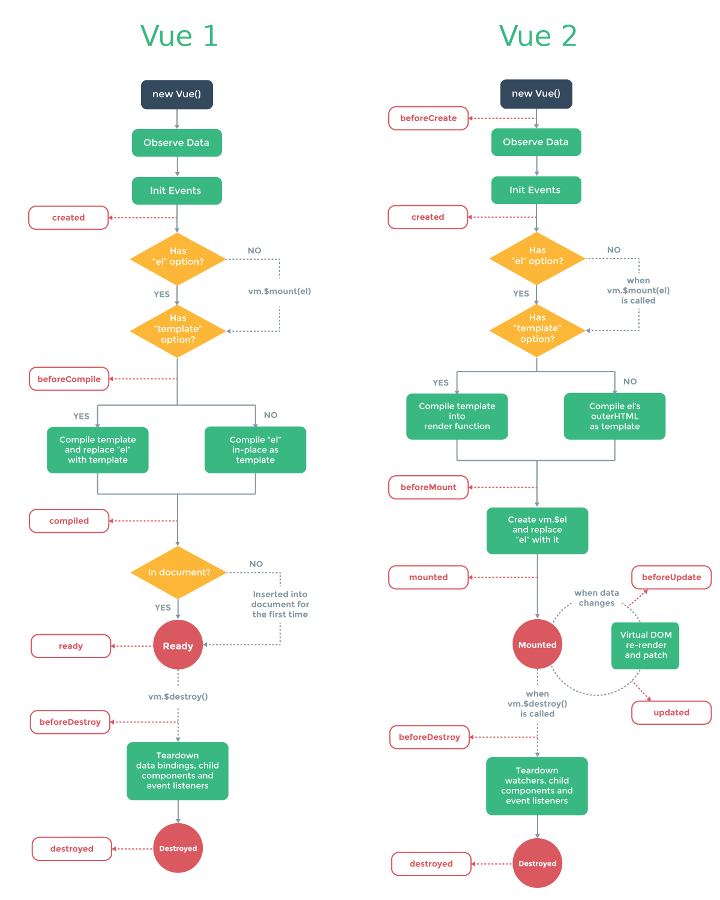 Vue 1
new Vue()
Observe Data
Init Events
created
Has
"el" option?
NO
YES
vm.$mount(el)
Has
"template"
option?
beforeCompile
YES
NO
Compile template
and replace "el"
with template
Compile "el"
in-place as
template
compiled
In document?
NO
YES
Inserted into
document for
the first time
ready
Ready
vm.$destroy()
beforeDestroy
Teardown
data bindings, child
components and
event listeners
destroyed
Destroyed
Vue 2
new Vue()
beforeCreate
Observe Data
Init Events
created
Has
"el" option?
NO
YES
when
vm.$mount(el)
is called
Has
"template"
option?
YES
NO
Compile template
into
render function
Compile el's
outerHTML
as template
beforeMount
Create vm.$el
and replace
"el" with it
mounted
Mounted
when data
changes
beforeUpdate
Virtual DOM
re-render
and patch
updated
when
vm.$destroy()
is called
beforeDestroy
Teardown
watchers, child
components and
event listeners
destroyed
Destroyed